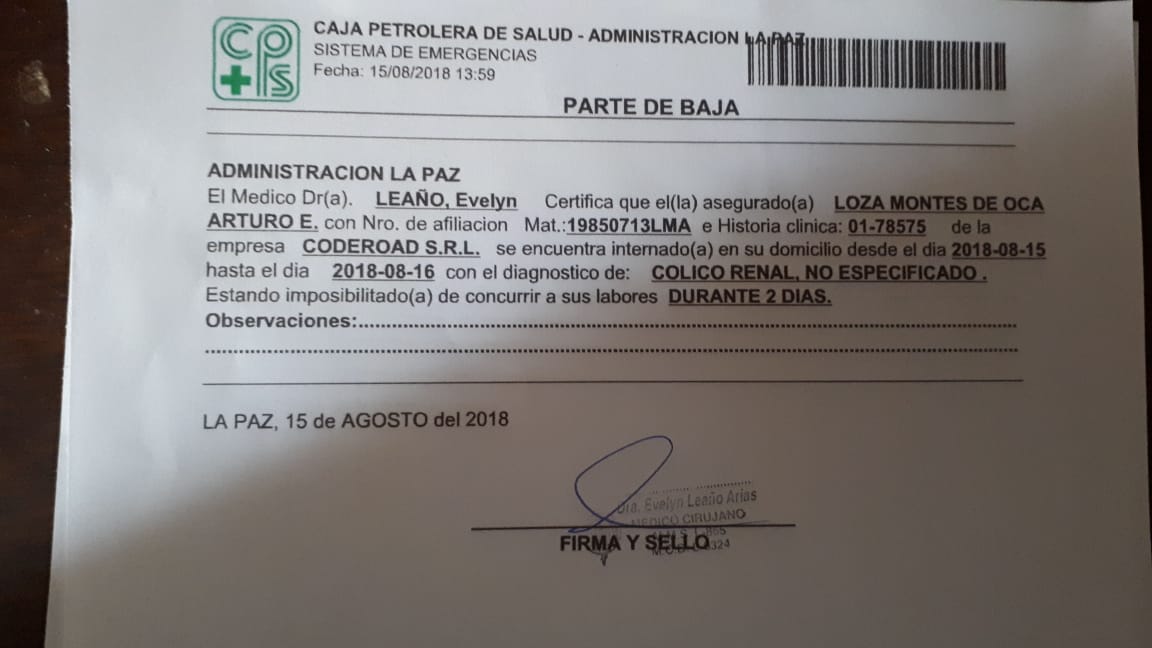 CPS
CAJA PETROLERA DE SALUD - ADMINISTRACION LA PAZ
SISTEMA DE EMERGENCIAS
Fecha: 15/08/2018 13:59
PARTE DE BAJA
ADMINISTRACION LA PAZ
El Medico Dr(a). LEAÑO, Evelyn Certifica que el(la) asegurado(a) LOZA MONTES DE OCA
ARTURO E. con Nro. de afiliacion Mat.:19850713LMA e Historia clinica: 01-78575 de la
empresa CODEROAD S.R.L. se encuentra internado(a) en su domicilio desde el dia 2018-08-15
hasta el dia 2018-08-16 con el diagnostico de: COLICO RENAL, NO ESPECIFICADO .
Estando imposibilitado(a) de concurrir a sus labores DURANTE 2 DIAS.
Observaciones:
LA PAZ, 15 de AGOSTO del 2018
Dra. Evelyn Leaño Arias
MEDICO CIRUJANO
FIRMA Y SELLO